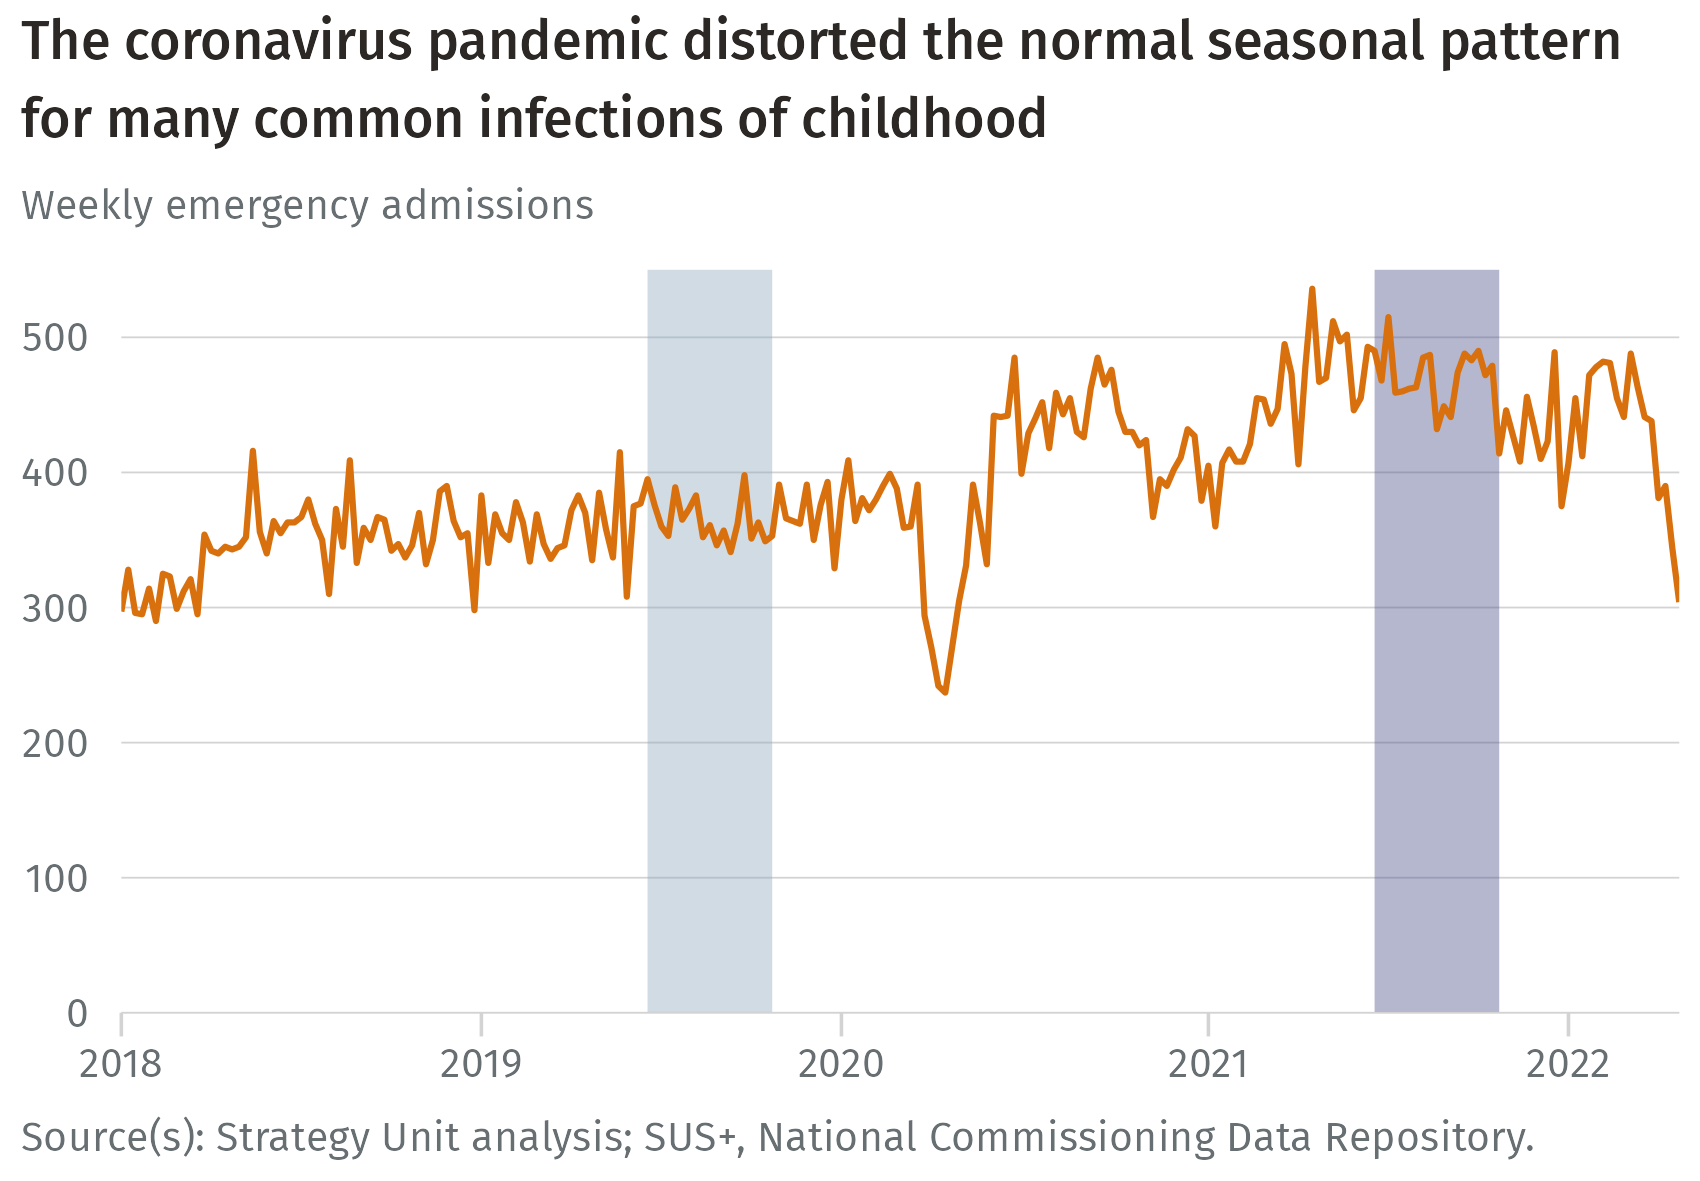 The coronavirus pandemic distorted the normal seasonal pattern
for many common infections of childhood
Weekly emergency admissions
500
400
300
200
100
0
2018 2019 2020 2021 2022
Source(s): Strategy Unit analysis; SUS+, National Commissioning Data Repository.